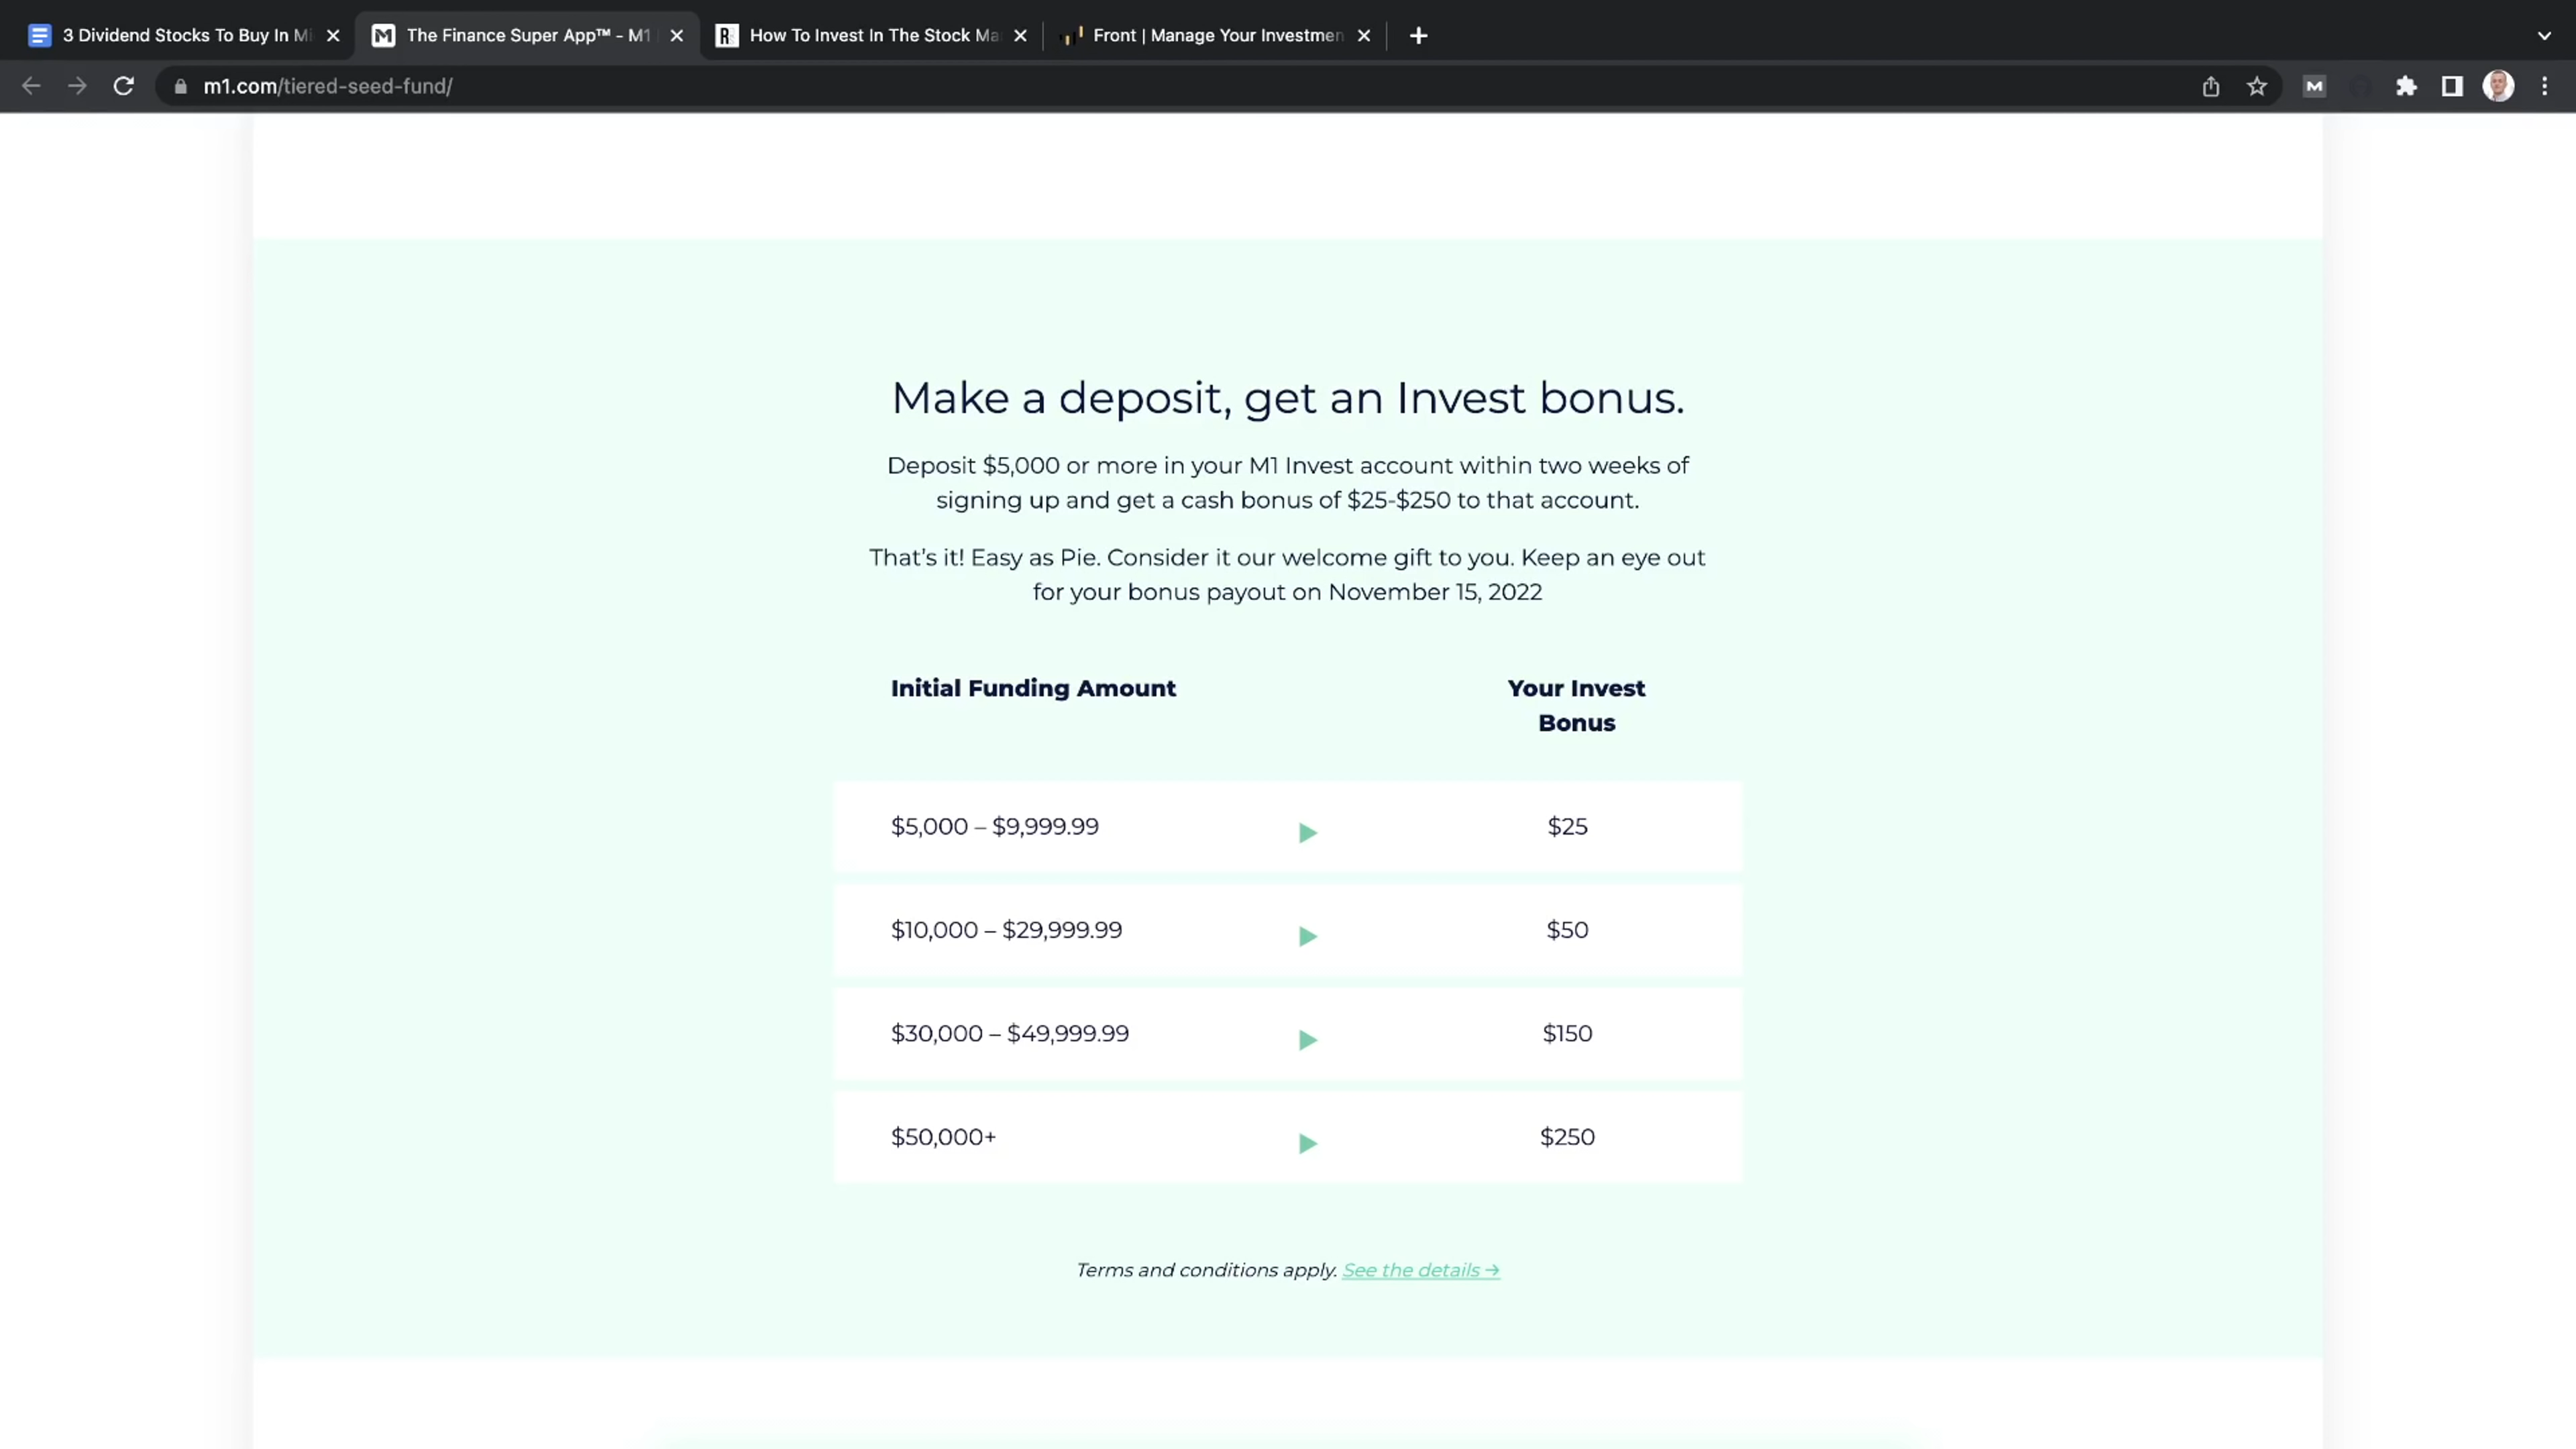 3 Dividend Stocks To Buy In
The Finance Super App™ - M1
How To Invest In The Stock
Front | Manage Your
m1.com/tiered-seed-fund/
Make a deposit, get an Invest bonus.
Deposit $5,000 or more in your M1 Invest account within two weeks of
signing up and get a cash bonus of $25-$250 to that account.
That's it! Easy as Pie. Consider it our welcome gift to you. Keep an eye out
for your bonus payout on November 15, 2022
Initial Funding Amount
Your Invest
Bonus
$5,000 – $9,999.99 $25
$10,000 – $29,999.99 $50
$30,000 – $49,999.99 $150
$50,000+ $250
Terms and conditions apply. See the details →